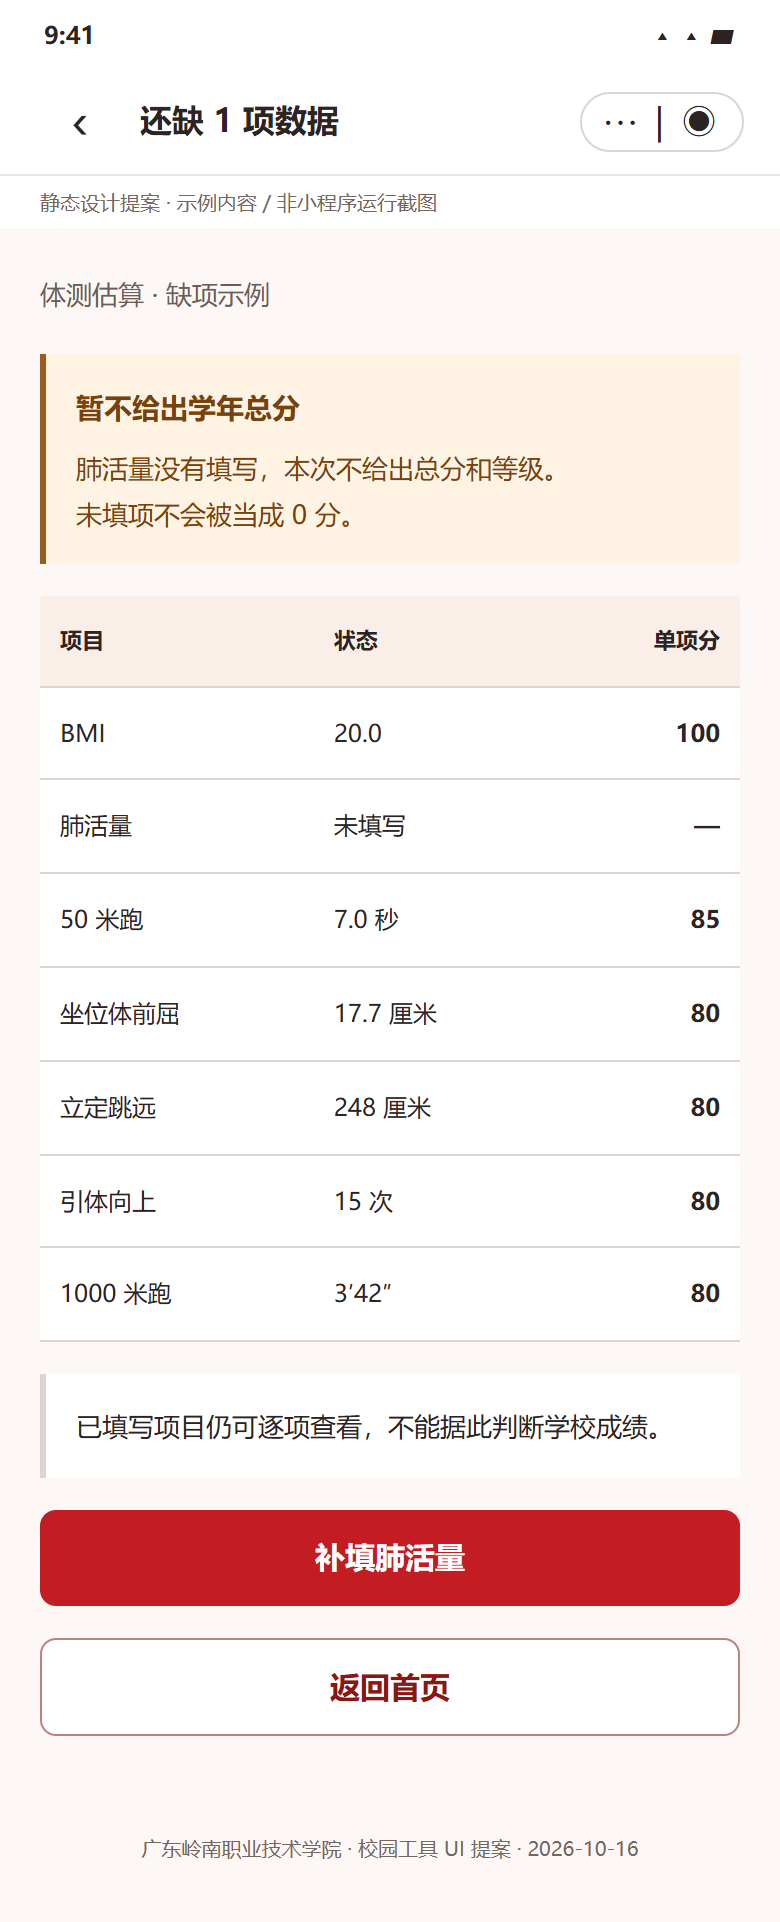 9:41
还缺 1 项数据
静态设计提案 · 示例内容 / 非小程序运行截图
体测估算 · 缺项示例
暂不给出学年总分
肺活量没有填写，本次不给出总分和等级。
未填项不会被当成 0 分。
项目 状态 单项分
BMI 20.0 100
肺活量 未填写 —
50 米跑 7.0 秒 85
坐位体前屈 17.7 厘米 80
立定跳远 248 厘米 80
引体向上 15 次 80
1000 米跑 3′42″ 80
已填写项目仍可逐项查看，不能据此判断学校成绩。
补填肺活量
返回首页
广东岭南职业技术学院 · 校园工具 UI 提案 · 2026-10-16